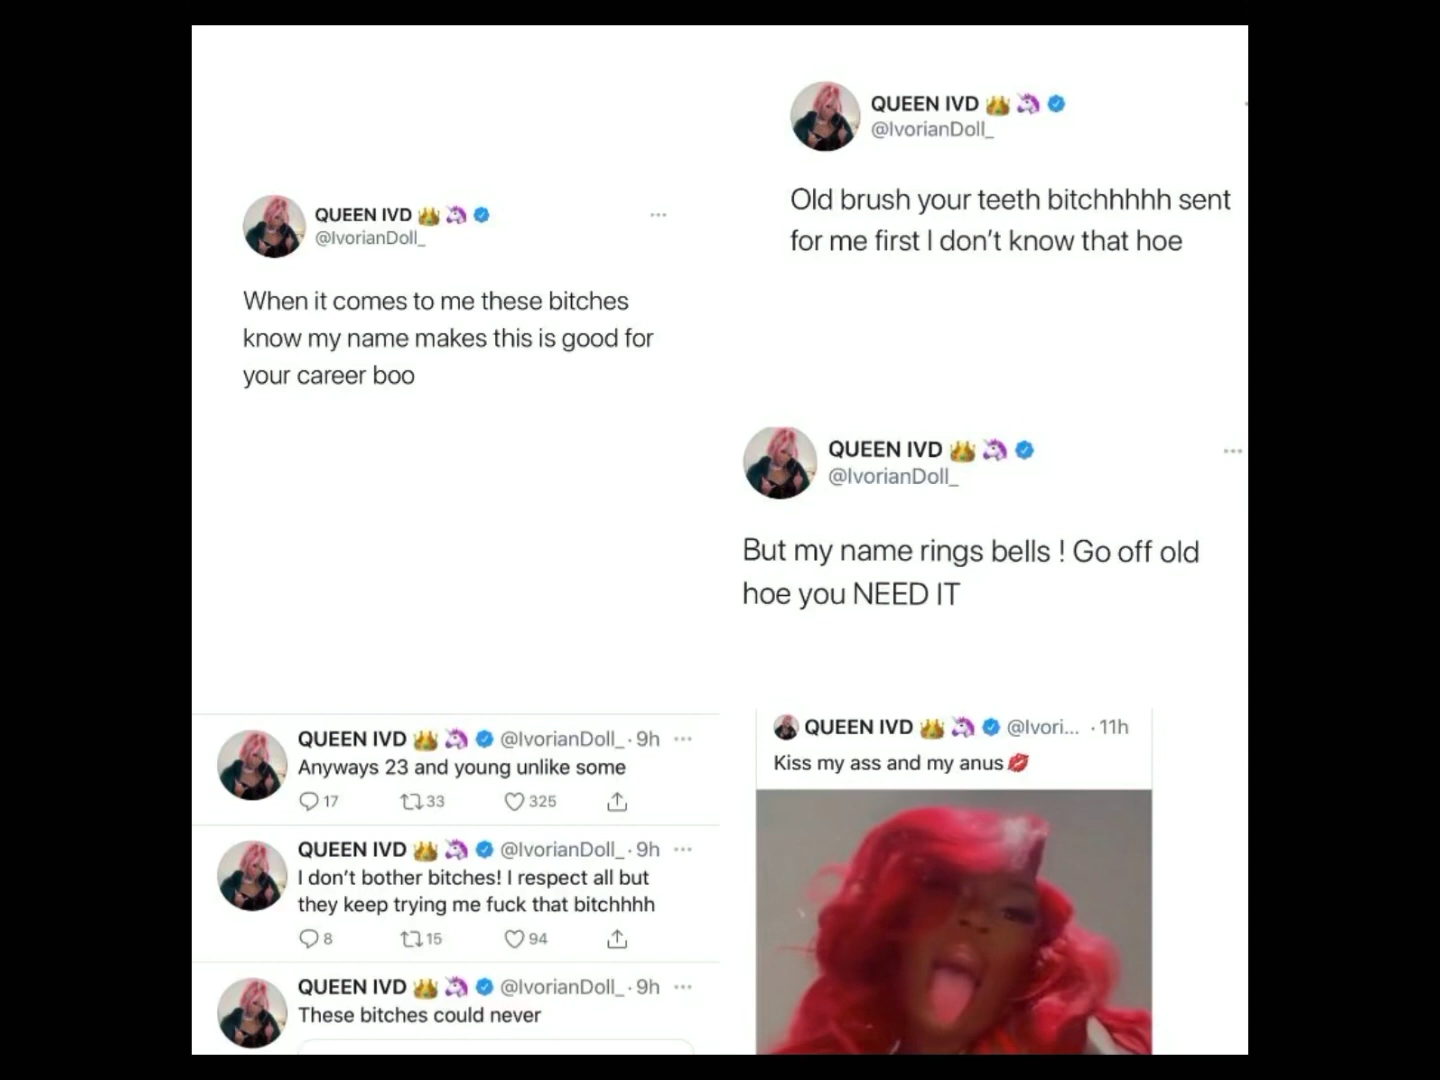 QUEEN IVD 👑🦄
@IvorianDoll_
When it comes to me these bitches
know my name makes this is good for
your career boo
QUEEN IVD 👑🦄
@IvorianDoll_
Old brush your teeth bitchhhhh sent
for me first I don't know that hoe
QUEEN IVD 👑🦄
@IvorianDoll_
But my name rings bells ! Go off old
hoe you NEED IT
QUEEN IVD 👑🦄 @IvorianDoll_ · 9h
Anyways 23 and young unlike some
17 33 325
QUEEN IVD 👑🦄 @IvorianDoll_ · 9h
I don't bother bitches! I respect all but
they keep trying me fuck that bitchhhh
8 15 94
QUEEN IVD 👑🦄 @IvorianDoll_ · 9h
These bitches could never
QUEEN IVD 👑🦄 @Ivori... · 11h
Kiss my ass and my anus💋